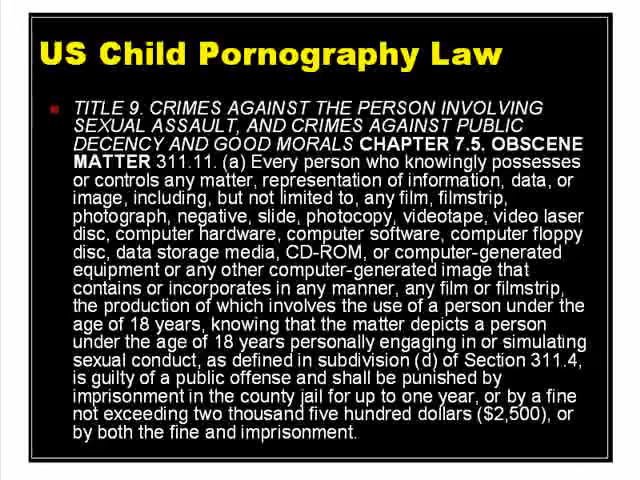 US Child Pornography Law
TITLE 9. CRIMES AGAINST THE PERSON INVOLVING
SEXUAL ASSAULT, AND CRIMES AGAINST PUBLIC
DECENCY AND GOOD MORALS CHAPTER 7.5. OBSCENE
MATTER 311.11. (a) Every person who knowingly possesses
or controls any matter, representation of information, data, or
image, including, but not limited to, any film, filmstrip,
photograph, negative, slide, photocopy, videotape, video laser
disc, computer hardware, computer software, computer floppy
disc, data storage media, CD-ROM, or computer-generated
equipment or any other computer-generated image that
contains or incorporates in any manner, any film or filmstrip,
the production of which involves the use of a person under the
age of 18 years, knowing that the matter depicts a person
under the age of 18 years personally engaging in or simulating
sexual conduct, as defined in subdivision (d) of Section 311.4,
is guilty of a public offense and shall be punished by
imprisonment in the county jail for up to one year, or by a fine
not exceeding two thousand five hundred dollars ($2,500), or
by both the fine and imprisonment.